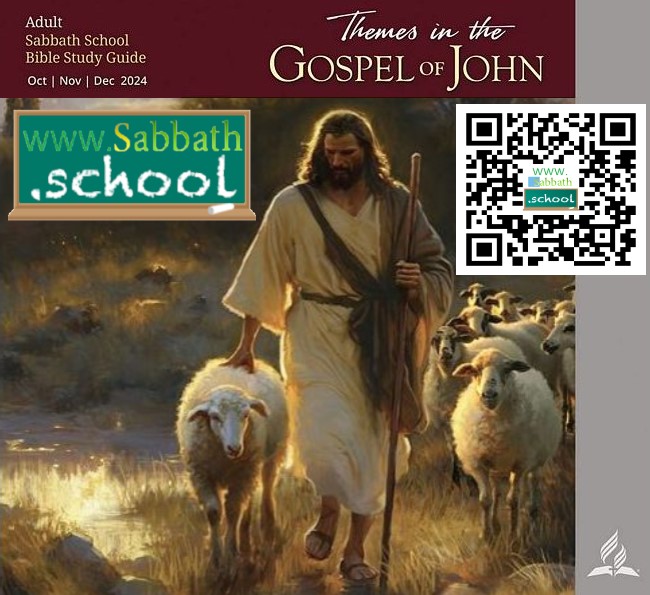 Adult
Sabbath School
Bible Study Guide
Oct | Nov | Dec 2024
Themes in the
GOSPEL OF JOHN
www.Sabbath
.school
www.
Sabbath
.school